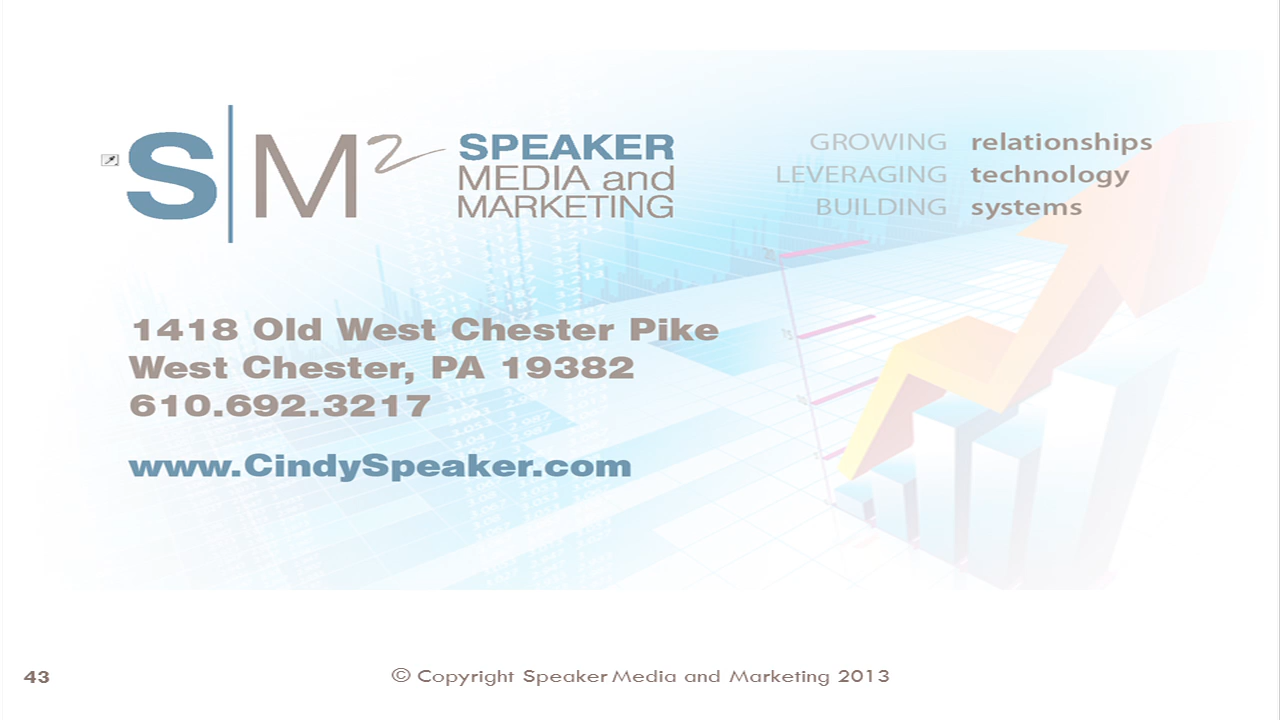 S|M2
SPEAKER
MEDIA and
MARKETING
GROWING relationships
LEVERAGING technology
BUILDING systems
1418 Old West Chester Pike
West Chester, PA 19382
610.692.3217
www.CindySpeaker.com
43
© Copyright Speaker Media and Marketing 2013